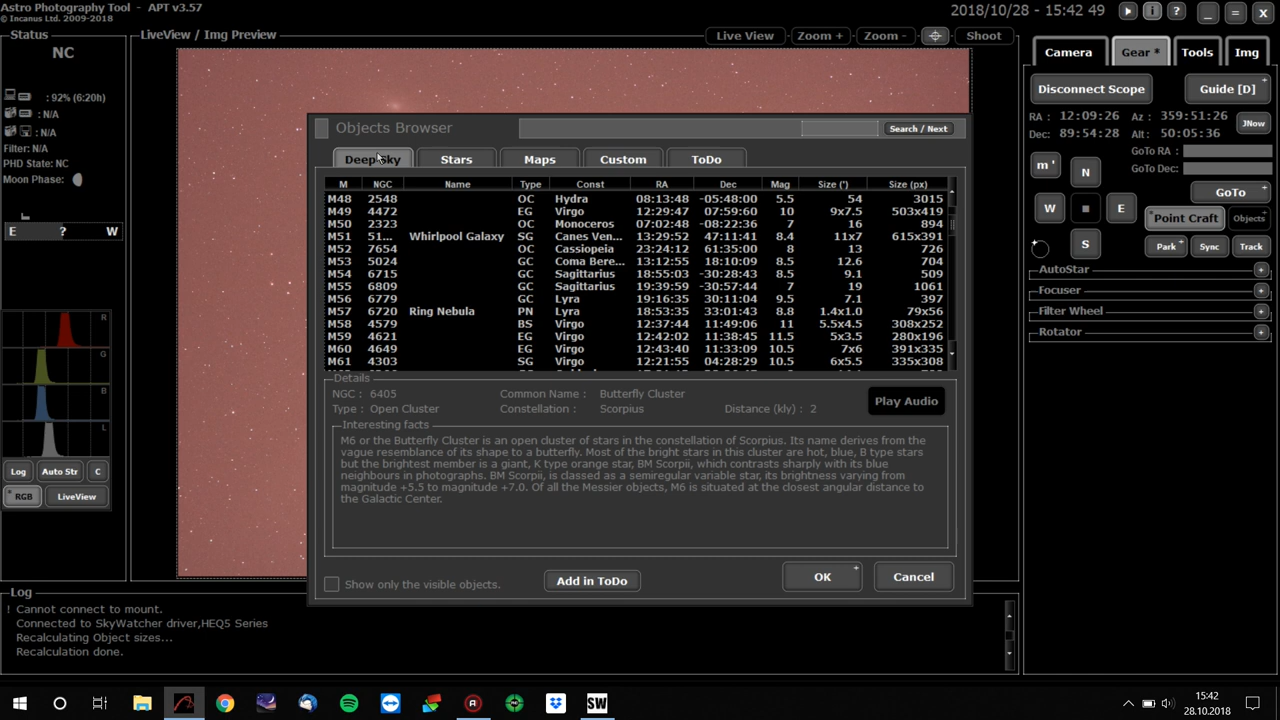 Astro Photography Tool - APT v3.57
© Incanus Ltd. 2009-2018
2018/10/28 - 15:42 49
Status
NC
: 92% (6:20h)
: N/A
: N/A
Filter: N/A
PHD State: NC
Moon Phase:
E ? W
R
G
B
L
Log Auto Str C
RGB LiveView
LiveView / Img Preview
Live View Zoom + Zoom - Shoot
Objects Browser
Search / Next
Deep Sky Stars Maps Custom ToDo
M NGC Name Type Const RA Dec Mag Size (') Size (px)
M48 2548 OC Hydra 08:13:48 -05:48:00 5.5 54 3015
M49 4472 EG Virgo 12:29:47 07:59:60 10 9x7.5 503x419
M50 2323 OC Monoceros 07:02:48 -08:22:36 7 16 894
M51 51... Whirlpool Galaxy SG Canes Ven... 13:29:52 47:11:41 8.4 11x7 615x391
M52 7654 OC Cassiopeia 23:24:12 61:35:00 8 13 726
M53 5024 GC Coma Bere... 13:12:55 18:10:09 8.5 12.6 704
M54 6715 GC Sagittarius 18:55:03 -30:28:43 8.5 9.1 509
M55 6809 GC Sagittarius 19:39:59 -30:57:44 7 19 1061
M56 6779 GC Lyra 19:16:35 30:11:04 9.5 7.1 397
M57 6720 Ring Nebula PN Lyra 18:53:35 33:01:43 8.8 1.4x1.0 79x56
M58 4579 BS Virgo 12:37:44 11:49:06 11 5.5x4.5 308x252
M59 4621 EG Virgo 12:42:02 11:38:45 11.5 5x3.5 280x196
M60 4649 EG Virgo 12:43:40 11:33:09 10.5 7x6 391x335
M61 4303 SG Virgo 12:21:55 04:28:29 10.5 6x5.5 335x308
Details
NGC : 6405 Common Name : Butterfly Cluster
Type : Open Cluster Constellation : Scorpius Distance (kly) : 2
Play Audio
Interesting facts
M6 or the Butterfly Cluster is an open cluster of stars in the constellation of Scorpius. Its name derives from the
vague resemblance of its shape to a butterfly. Most of the bright stars in this cluster are hot, blue, B type stars
but the brightest member is a giant, K type orange star, BM Scorpii, which contrasts sharply with its blue
neighbours in photographs. BM Scorpii, is classed as a semiregular variable star, its brightness varying from
magnitude +5.5 to magnitude +7.0. Of all the Messier objects, M6 is situated at the closest angular distance to
the Galactic Center.
Show only the visible objects. Add in ToDo OK + Cancel
Camera Gear * Tools Img
Disconnect Scope Guide [D] +
RA : 12:09:26 Az : 359:51:26
Dec: 89:54:28 Alt : 50:05:36
JNow
GoTo RA :
GoTo Dec:
m' N
GoTo +
W E
Point Craft Objects
S
Park + Sync Track
AutoStar +
Focuser +
Filter Wheel +
Rotator +
Log
! Cannot connect to mount.
Connected to SkyWatcher driver,HEQ5 Series
Recalculating Object sizes...
Recalculation done.
SW
15:42
28.10.2018